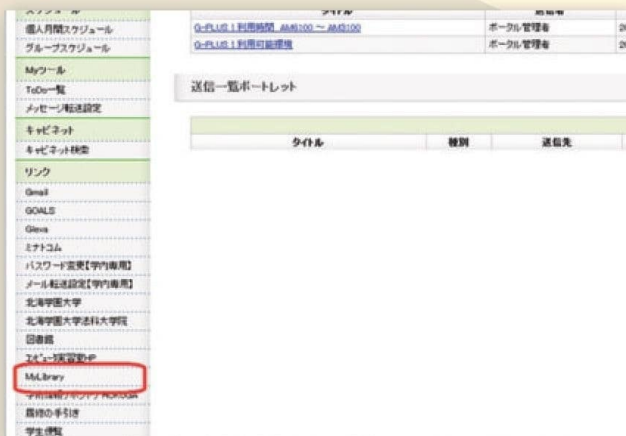 個人月間スケジュール
グループスケジュール
Myツール
ToDo一覧
メッセージ転送設定
キャビネット
キャビネット検索
リンク
Gmail
GOALS
Glexa
ミナトコム
パスワード変更【学内専用】
メール転送設定【学内専用】
北海学園大学
北海学園大学法科大学院
図書館
MyLibrary
履修の手引き
学生便覧
タイトル
G-PLUS！利用時間 AM6:00 ～ AM3:00
ポータル管理者
G-PLUS！利用可能環境
ポータル管理者
送信一覧ポートレット
タイトル 種別 送信先